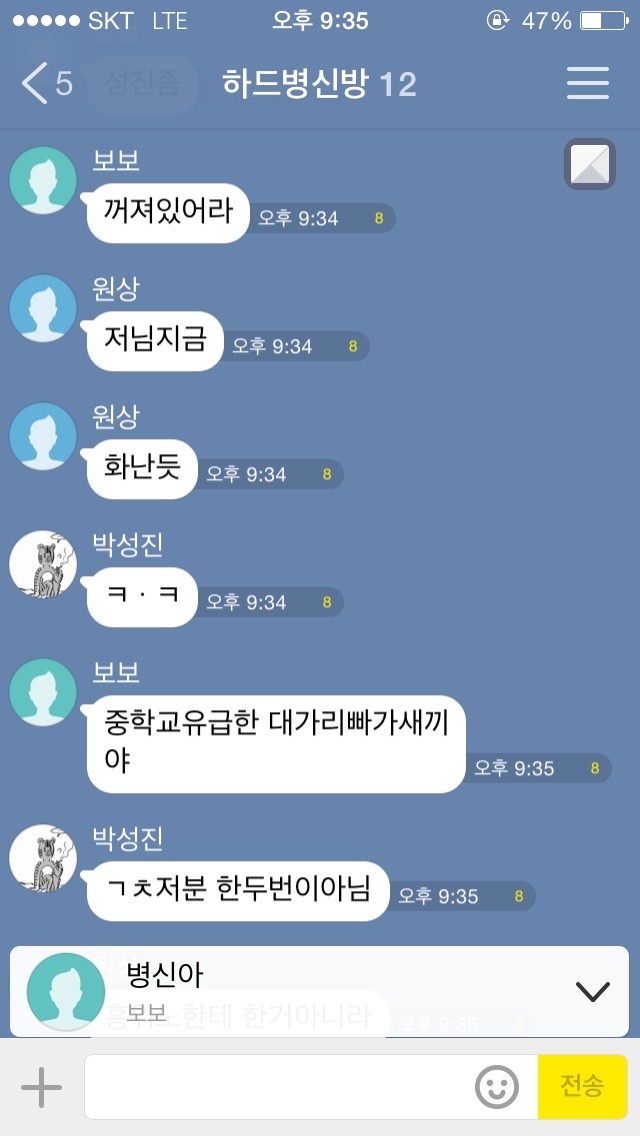 SKT LTE 오후 9:35 47%
5 하드병신방 12
성진좀
보보
꺼져있어라 오후 9:34 8
원상
저님지금 오후 9:34 8
원상
화난듯 오후 9:34 8
박성진
ㅋㆍㅋ 오후 9:34 8
보보
중학교유급한 대가리빠가새끼
야 오후 9:35 8
박성진
ㄱㅊ저분 한두번이아님 오후 9:35 8
원상
병신아
보보
한테 한거아니라 오후 9:35 8
전송